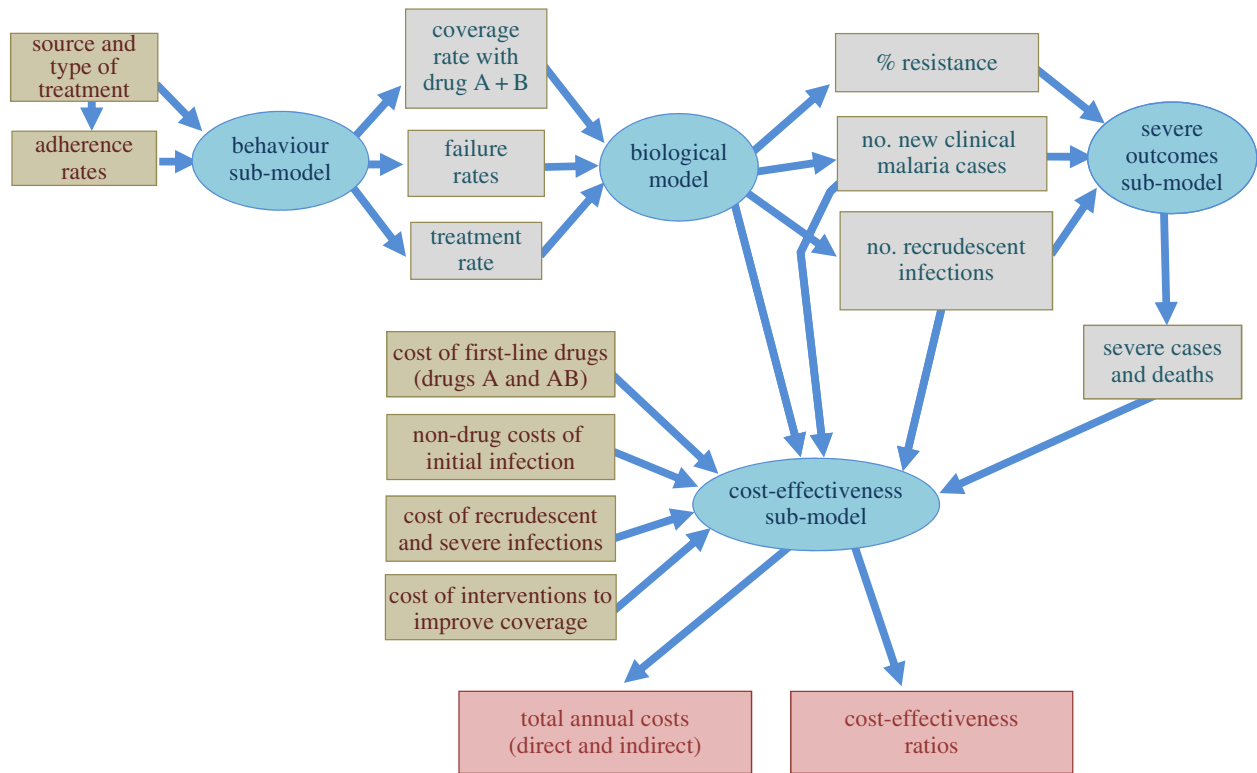 source and
type of
treatment
adherence
rates
behaviour
sub-model
coverage
rate with
drug A + B
failure
rates
treatment
rate
biological
model
% resistance
no. new clinical
malaria cases
no. recrudescent
infections
severe
outcomes
sub-model
severe cases
and deaths
cost of first-line drugs
(drugs A and AB)
non-drug costs of
initial infection
cost of recrudescent
and severe infections
cost of interventions to
improve coverage
cost-effectiveness
sub-model
total annual costs
(direct and indirect)
cost-effectiveness
ratios